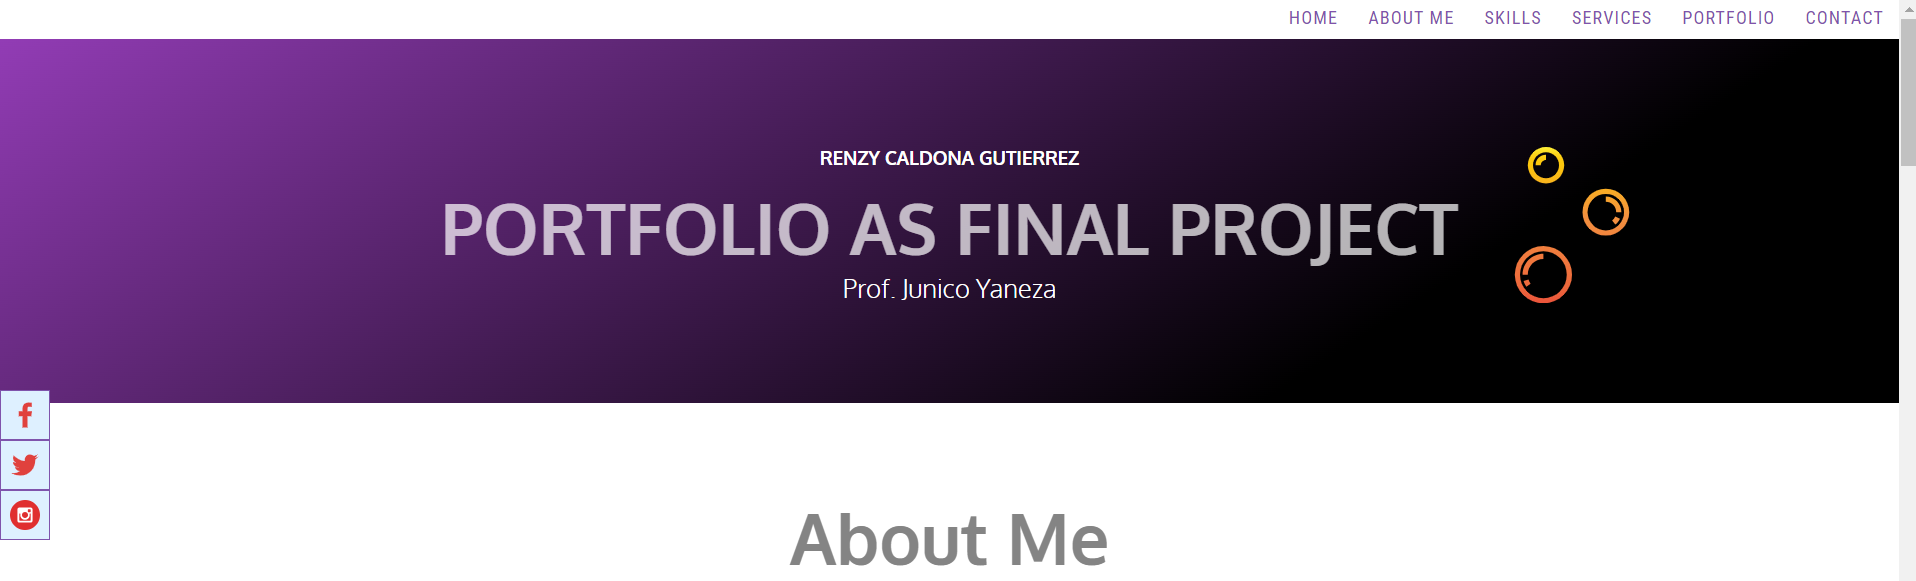 HOME ABOUT ME SKILLS SERVICES PORTFOLIO CONTACT
RENZY CALDONA GUTIERREZ
PORTFOLIO AS FINAL PROJECT
Prof. Junico Yaneza
About Me